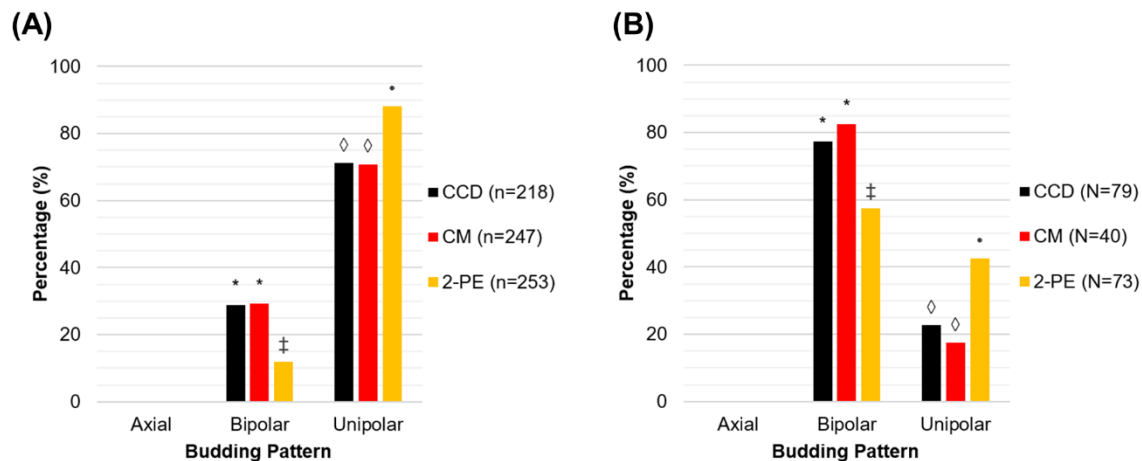 (A)
100
80
60
40
20
0
Percentage (%)
* * ‡
◊ ◊ *
Axial Bipolar Unipolar
Budding Pattern
CCD (n=218)
CM (n=247)
2-PE (n=253)
(B)
100
80
60
40
20
0
Percentage (%)
* * ‡
◊ ◊ •
Axial Bipolar Unipolar
Budding Pattern
CCD (N=79)
CM (N=40)
2-PE (N=73)